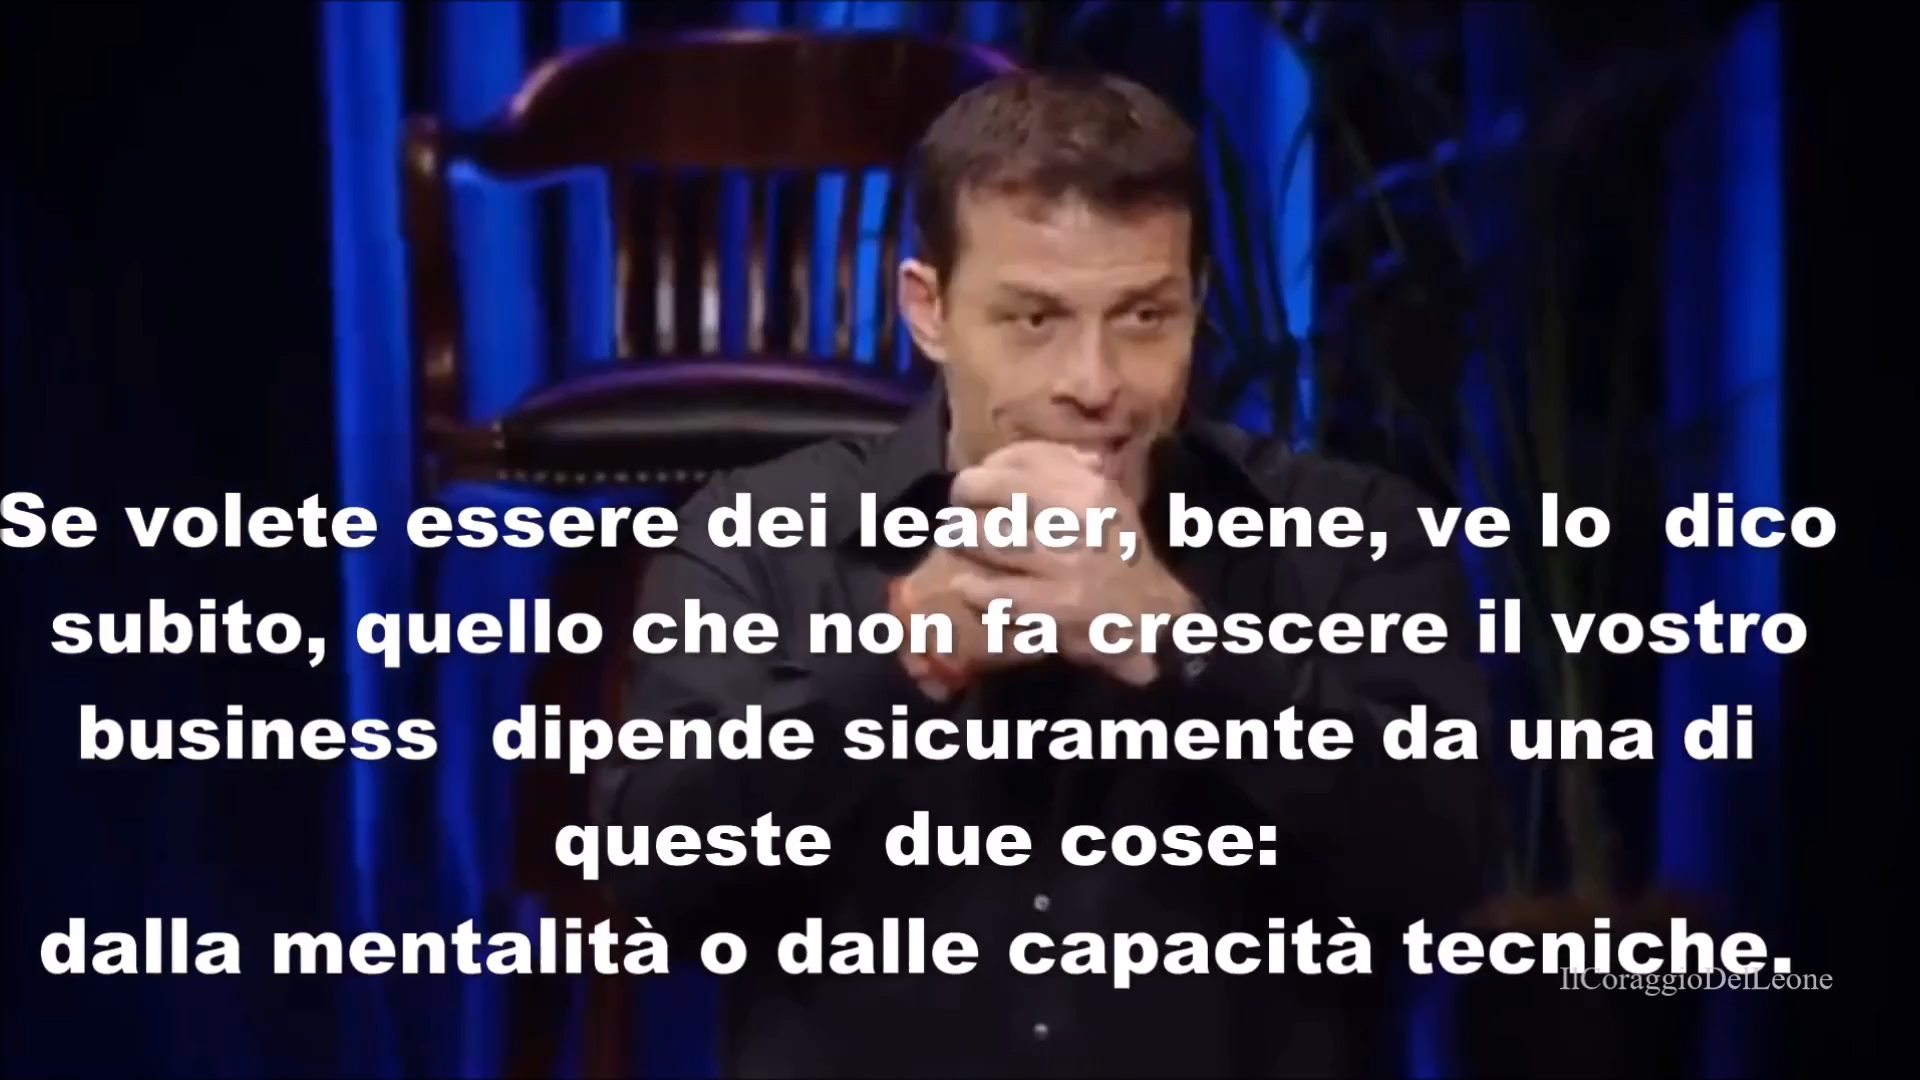 Se volete essere dei leader, bene, ve lo  dico
subito, quello che non fa crescere il vostro
business  dipende sicuramente da una di
queste  due cose:
dalla mentalità o dalle capacità tecniche.
IlCoraggioDelLeone